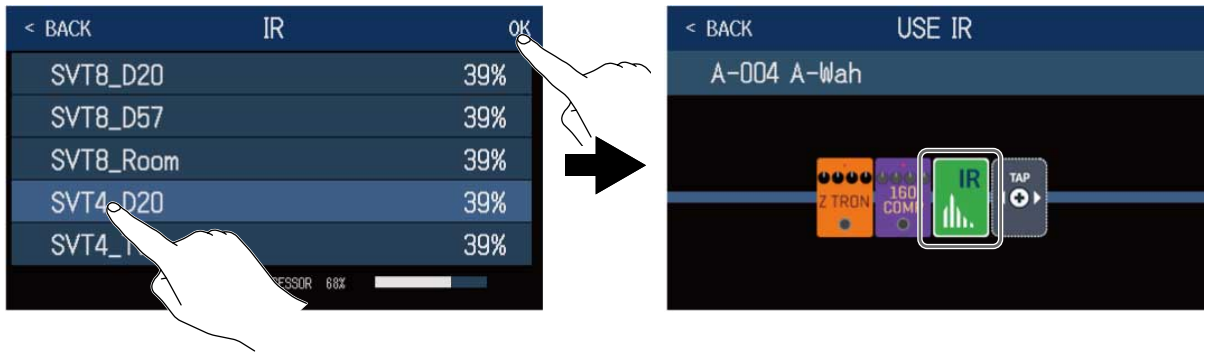 < BACK IR OK
SVT8_D20 39%
SVT8_D57 39%
SVT8_Room 39%
SVT4_D20 39%
SVT4_ 39%
68%
< BACK USE IR
A-004 A-Wah
Z TRON
160
IR
TAP